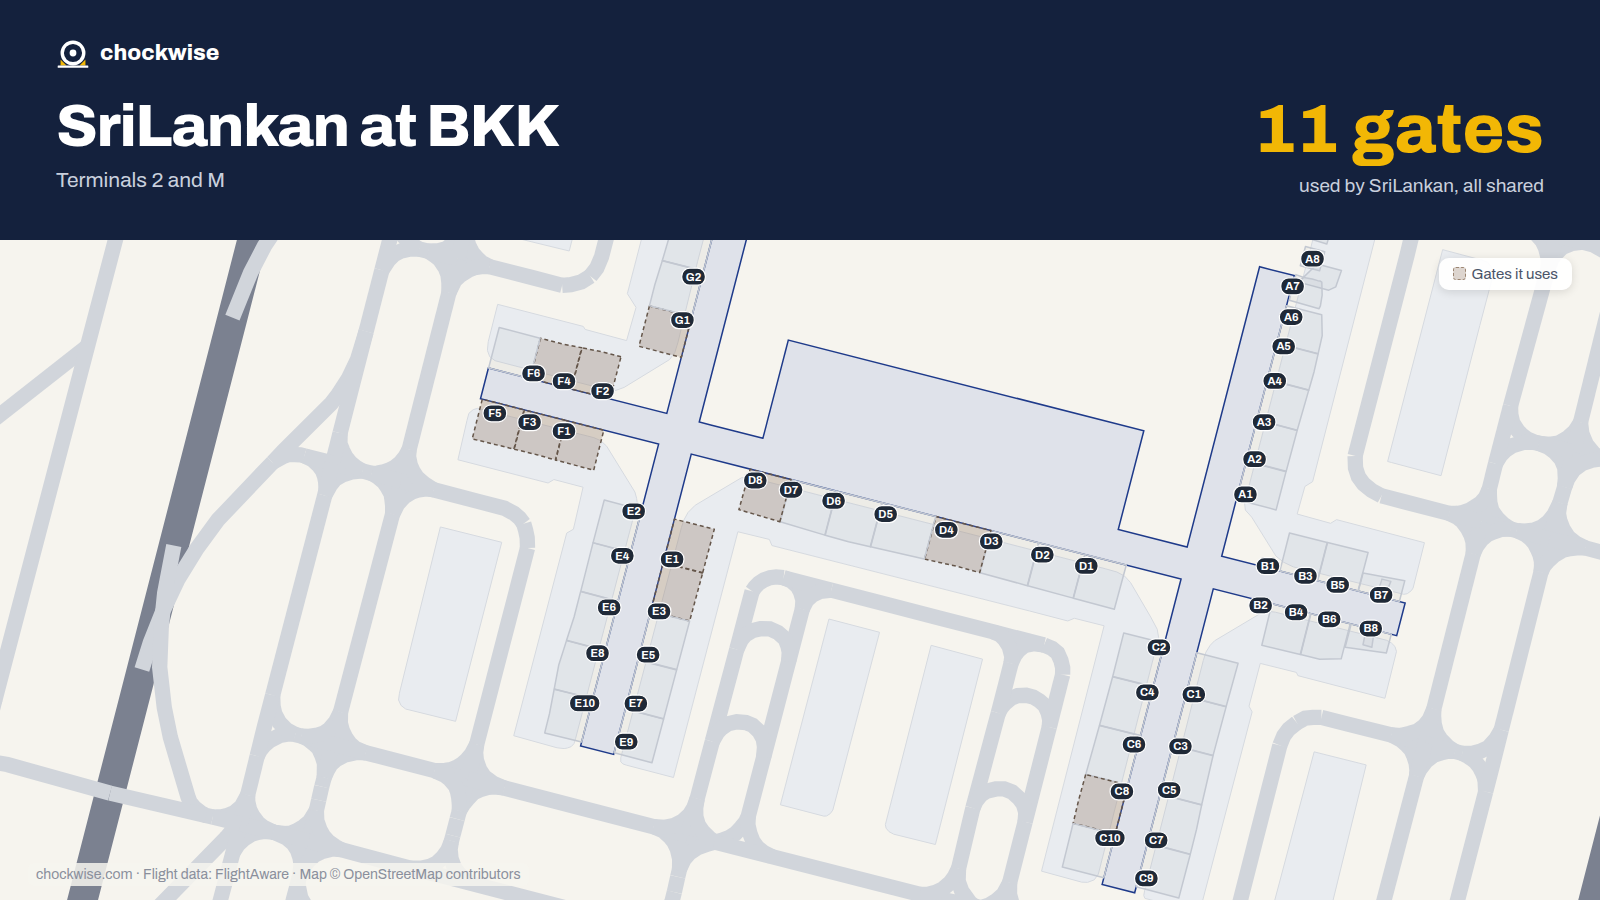 chockwise
SriLankan at BKK
Terminals 2 and M
11 gates
used by SriLankan, all shared
Gates it uses
G2
G1
F6
F4
F2
F5
F3
F1
E2
E4
E1
E6
E3
E8
E5
E10
E7
E9
D8
D7
D6
D5
D4
D3
D2
D1
A8
A7
A6
A5
A4
A3
A2
A1
B1
B3
B5
B7
B2
B4
B6
B8
C2
C4
C1
C6
C3
C8
C5
C10
C7
C9
chockwise.com · Flight data: FlightAware · Map © OpenStreetMap contributors